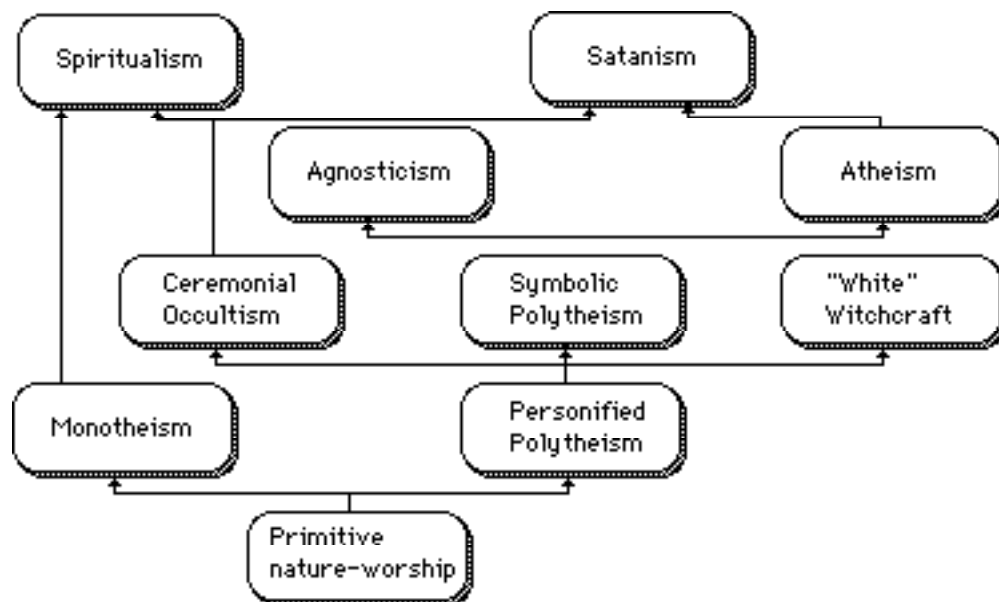 Spiritualism
Satanism
Agnosticism
Atheism
Ceremonial
Occultism
Symbolic
Polytheism
"White"
Witchcraft
Monotheism
Personified
Polytheism
Primitive
nature-worship